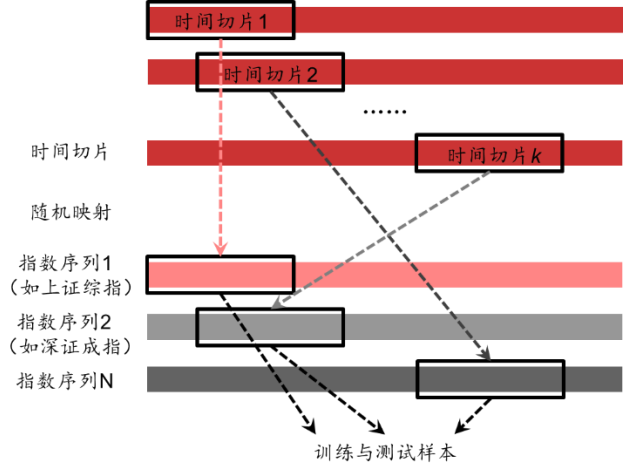 时间切片1
时间切片2
……
时间切片
时间切片k
随机映射
指数序列1
（如上证综指）
指数序列2
（如深证成指）
指数序列N
训练与测试样本